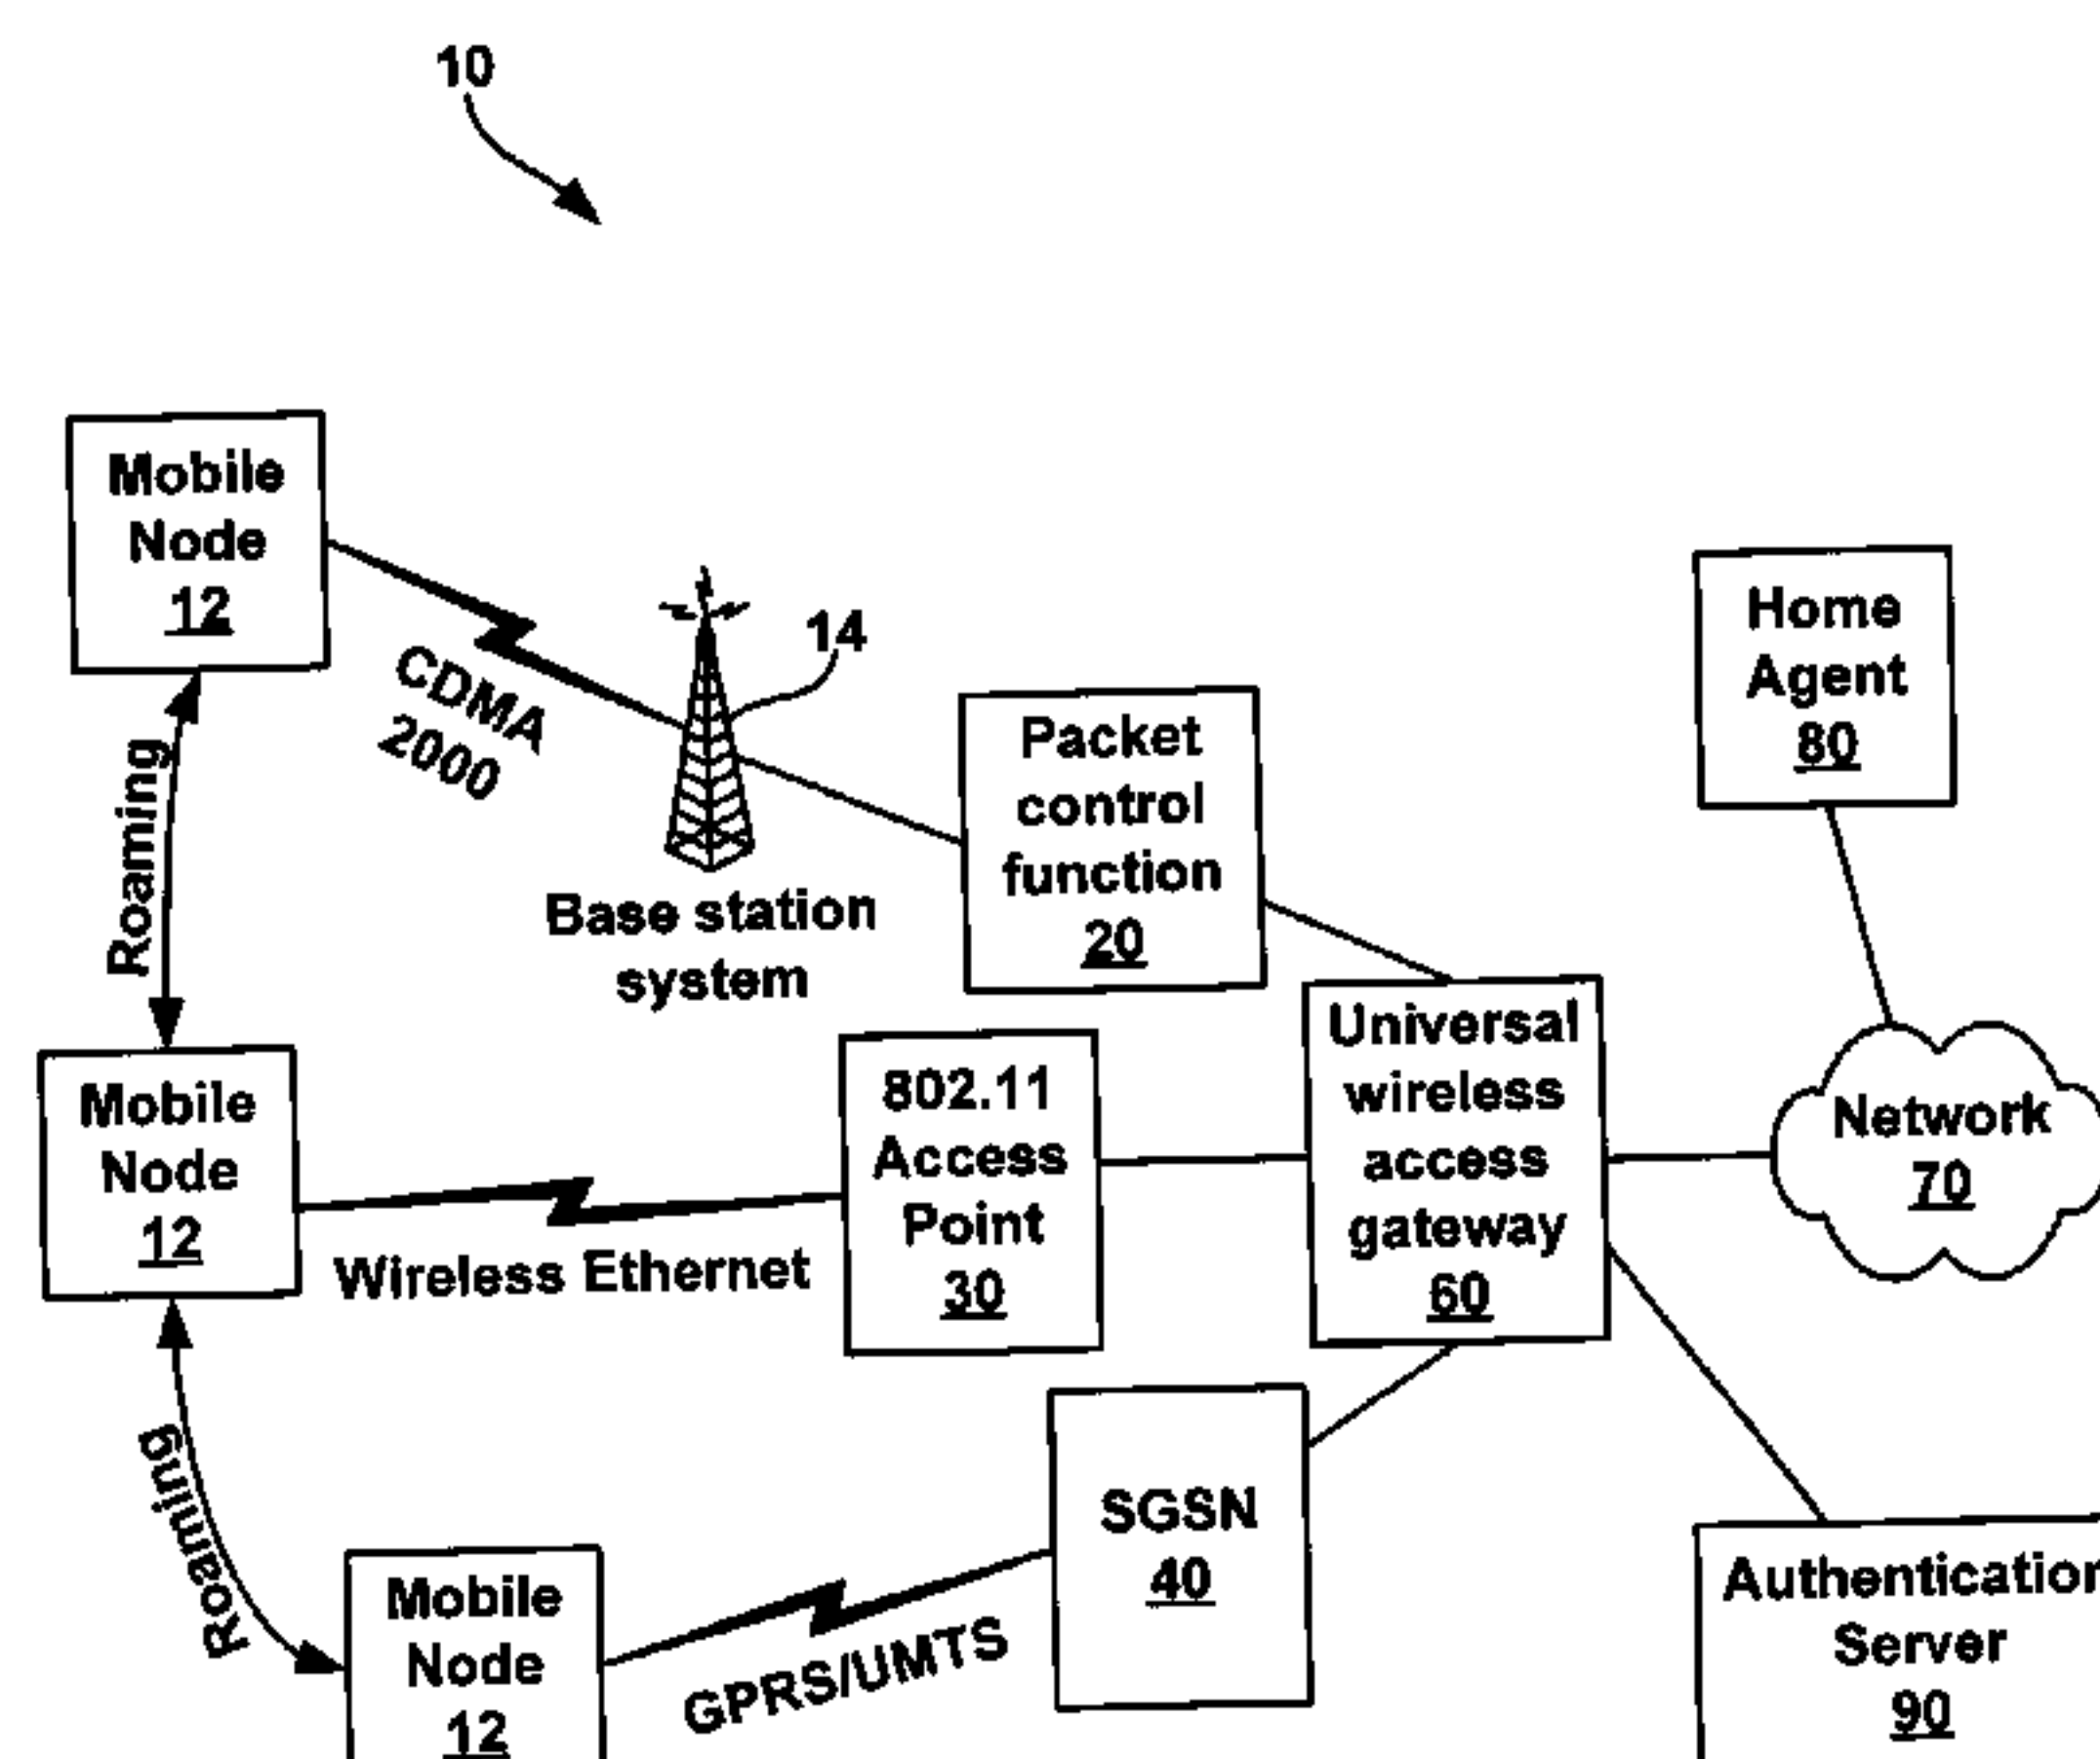 10
Mobile
Node
12
CDMA
2000
14
Base station
system
Packet
control
function
20
Home
Agent
80
Roaming
Mobile
Node
12
Wireless Ethernet
802.11
Access
Point
30
Universal
wireless
access
gateway
60
Network
70
Roaming
Mobile
Node
12
GPRS/UMTS
SGSN
40
Authentication
Server
90